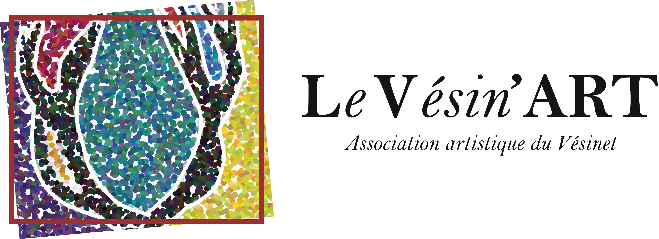 Le Vésin'ART
Association artistique du Vésinet